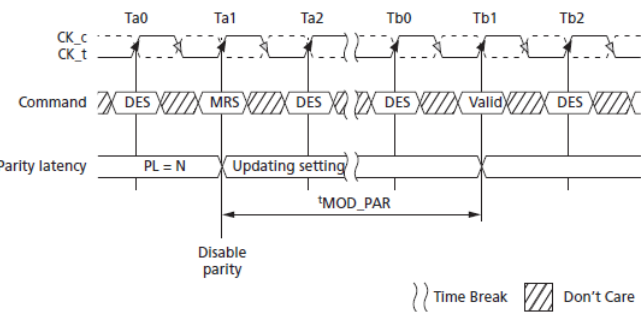 Ta0 Ta1 Ta2 Tb0 Tb1 Tb2
CK_c
CK_t
Command DES MRS DES DES Valid DES
Parity latency PL = N Updating setting
tMOD_PAR
Disable
parity
Time Break Don't Care